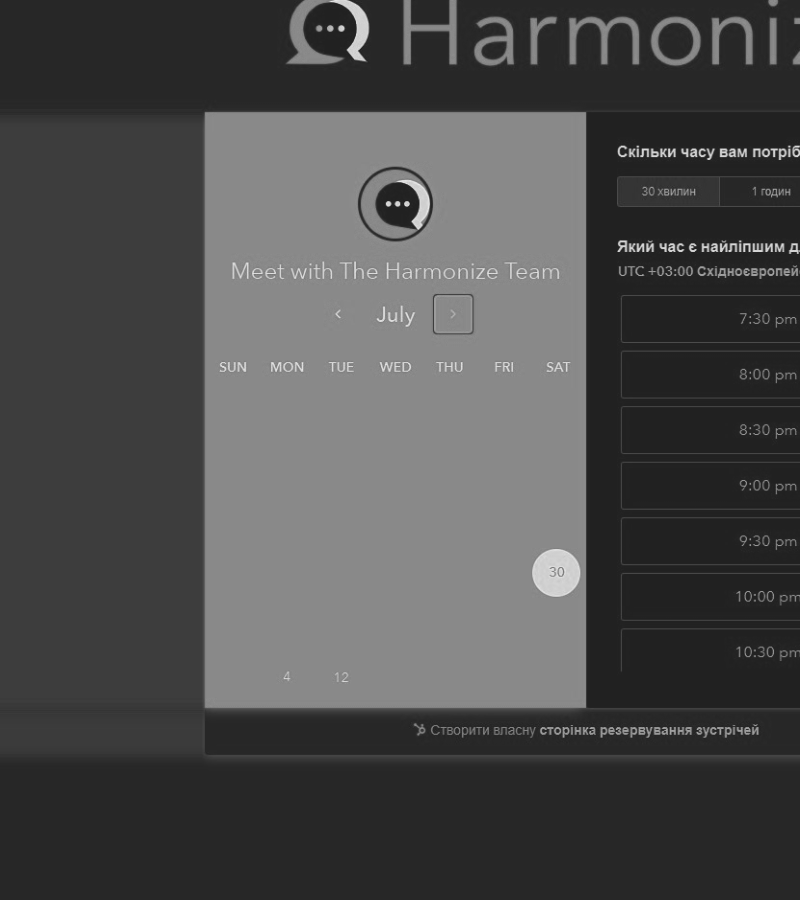 Harmoniz
Meet with The Harmonize Team
July
SUN MON TUE WED THU FRI SAT
30
4 12
Скільки часу вам потріб
30 хвилин 1 годин
Який час є найліпшим д
UTC +03:00 Східноєвропей
7:30 pm
8:00 pm
8:30 pm
9:00 pm
9:30 pm
10:00 pm
10:30 pm
Створити власну сторінка резервування зустрічей